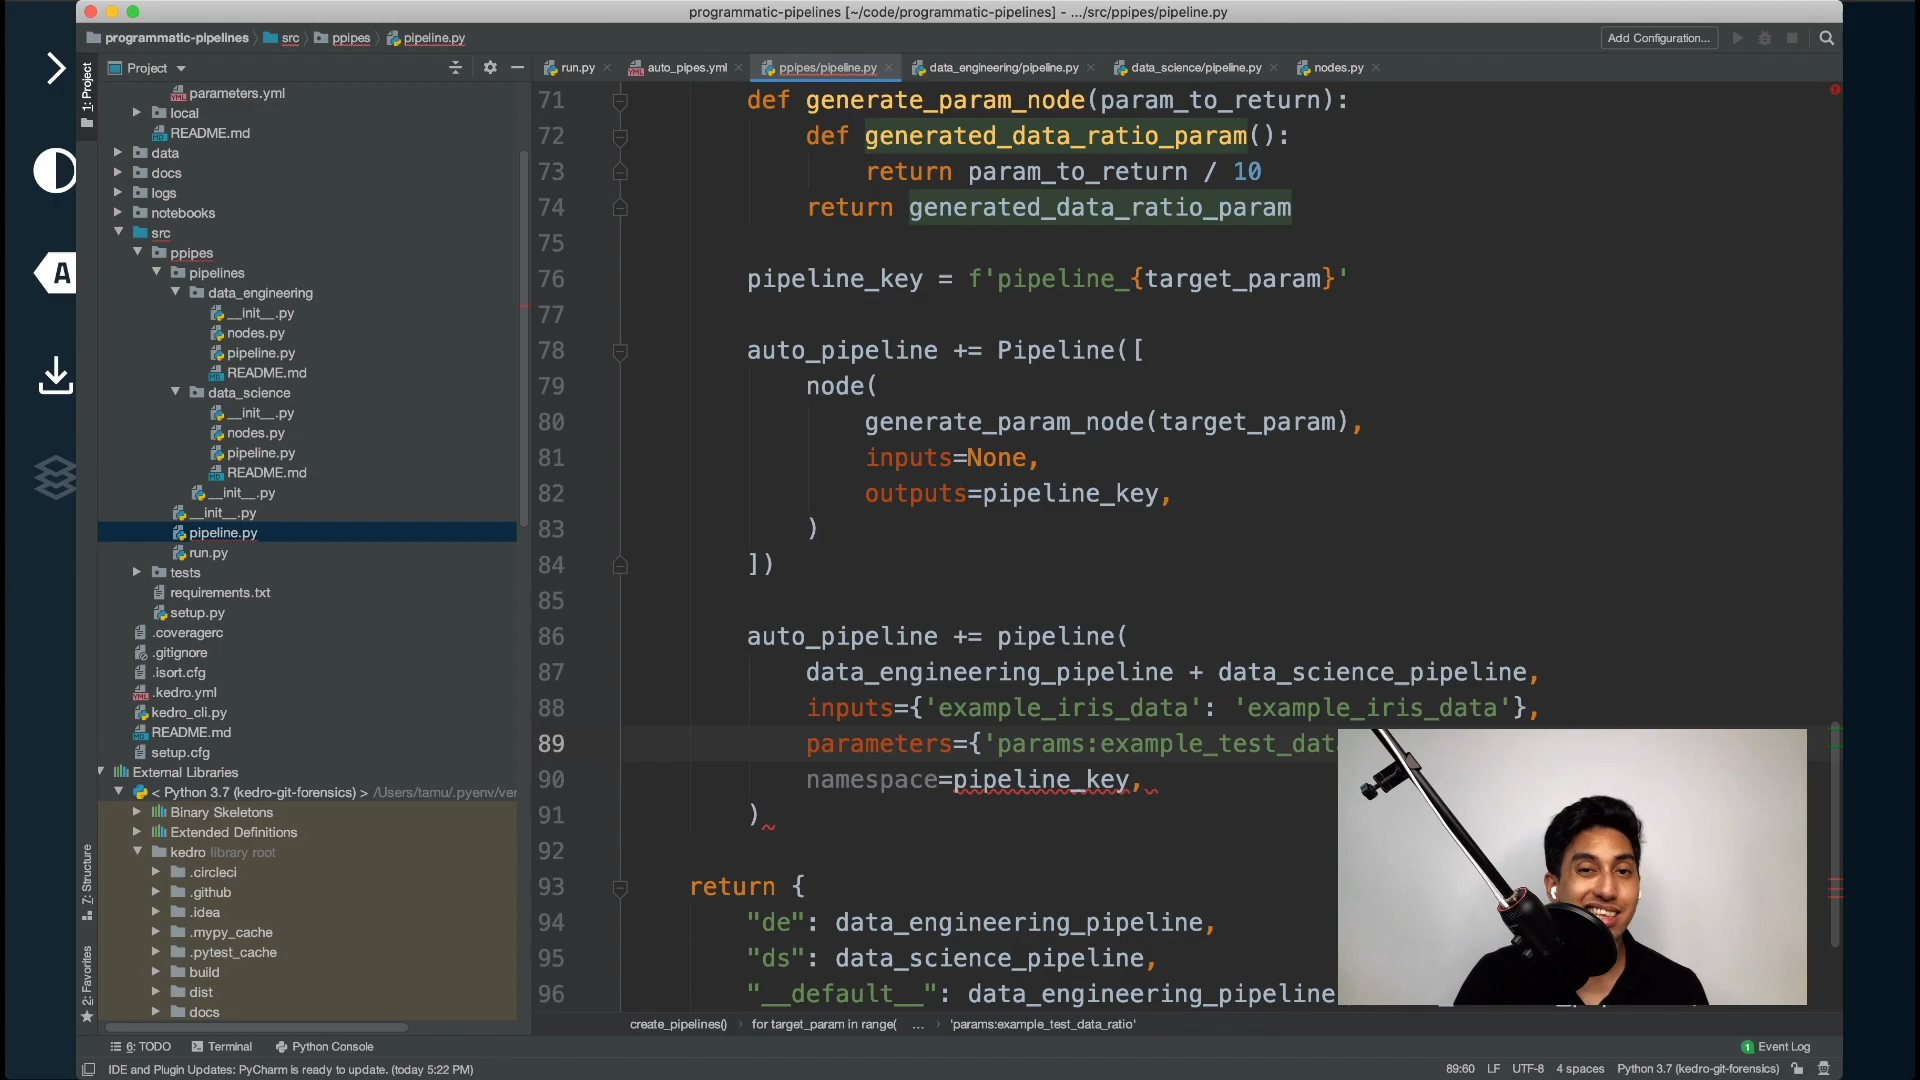 programmatic-pipelines [~/code/programmatic-pipelines] - .../src/ppipes/pipeline.py
programmatic-pipelines src ppipes pipeline.py
Add Configuration...
1: Project
Project
run.py
auto_pipes.yml
ppipes/pipeline.py
data_engineering/pipeline.py
data_science/pipeline.py
nodes.py
parameters.yml
local
README.md
data
docs
logs
notebooks
src
ppipes
pipelines
data_engineering
__init__.py
nodes.py
pipeline.py
README.md
data_science
__init__.py
nodes.py
pipeline.py
README.md
__init__.py
__init__.py
pipeline.py
run.py
tests
requirements.txt
setup.py
.coveragerc
.gitignore
.isort.cfg
.kedro.yml
kedro_cli.py
README.md
setup.cfg
External Libraries
< Python 3.7 (kedro-git-forensics) > /Users/tamu/.pyenv/ver
Binary Skeletons
Extended Definitions
kedro library root
.circleci
.github
.idea
.mypy_cache
.pytest_cache
build
dist
docs
A
7: Structure
2: Favorites
71 def generate_param_node(param_to_return):
72 def generated_data_ratio_param():
73 return param_to_return / 10
74 return generated_data_ratio_param
75
76 pipeline_key = f'pipeline_{target_param}'
77
78 auto_pipeline += Pipeline([
79 node(
80 generate_param_node(target_param),
81 inputs=None,
82 outputs=pipeline_key,
83 )
84 ])
85
86 auto_pipeline += pipeline(
87 data_engineering_pipeline + data_science_pipeline,
88 inputs={'example_iris_data': 'example_iris_data'},
89 parameters={'params:example_test_dat
90 namespace=pipeline_key,
91 )
92
93 return {
94 "de": data_engineering_pipeline,
95 "ds": data_science_pipeline,
96 "__default__": data_engineering_pipeline
create_pipelines() for target_param in range( ... 'params:example_test_data_ratio'
6: TODO
Terminal
Python Console
1 Event Log
IDE and Plugin Updates: PyCharm is ready to update. (today 5:22 PM)
89:60 LF UTF-8 4 spaces Python 3.7 (kedro-git-forensics)